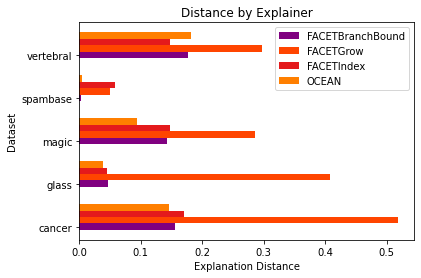 Distance by Explainer
FACETBranchBound
FACETGrow
FACETIndex
OCEAN
Dataset
vertebral
spambase
magic
glass
cancer
0.0 0.1 0.2 0.3 0.4 0.5
Explanation Distance